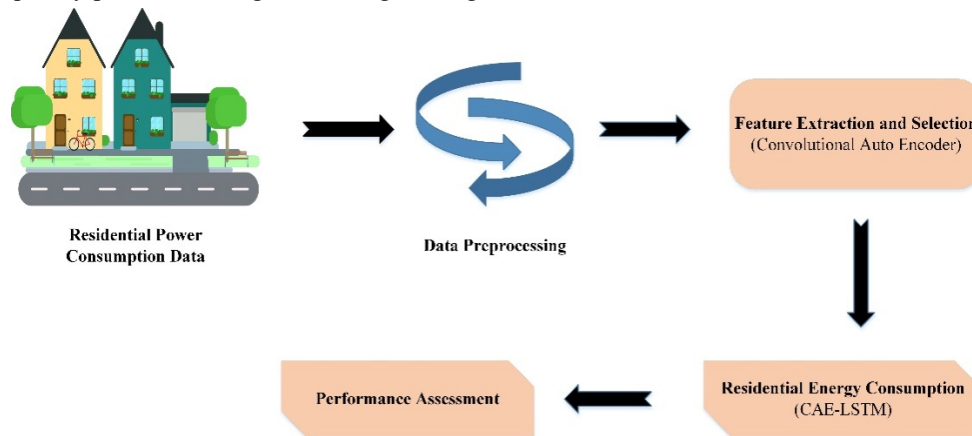 Residential Power
Consumption Data
Data Preprocessing
Feature Extraction and Selection
(Convolutional Auto Encoder)
Residential Energy Consumption
(CAE-LSTM)
Performance Assessment